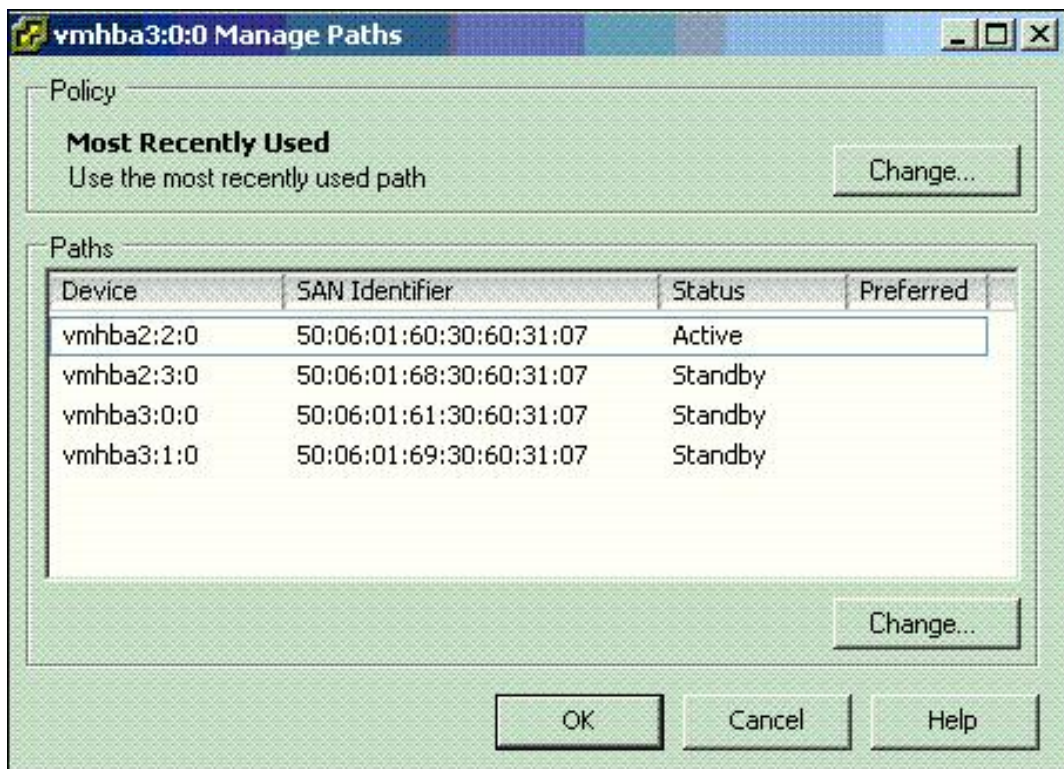 vmhba3:0:0 Manage Paths
Policy
Most Recently Used
Use the most recently used path
Change...
Paths
Device SAN Identifier Status Preferred
vmhba2:2:0 50:06:01:60:30:60:31:07 Active
vmhba2:3:0 50:06:01:68:30:60:31:07 Standby
vmhba3:0:0 50:06:01:61:30:60:31:07 Standby
vmhba3:1:0 50:06:01:69:30:60:31:07 Standby
Change...
OK Cancel Help